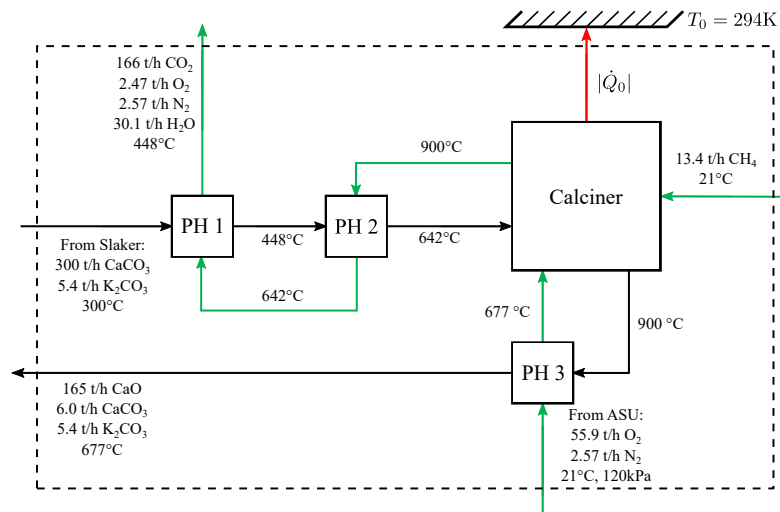 T₀ = 294K
166 t/h CO₂
2.47 t/h O₂
2.57 t/h N₂
30.1 t/h H₂O
448°C
|Q̇₀|
900°C
13.4 t/h CH₄
21°C
Calciner
PH 1
PH 2
448°C
642°C
From Slaker:
300 t/h CaCO₃
5.4 t/h K₂CO₃
300°C
642°C
677 °C
900 °C
PH 3
165 t/h CaO
6.0 t/h CaCO₃
5.4 t/h K₂CO₃
677°C
From ASU:
55.9 t/h O₂
2.57 t/h N₂
21°C, 120kPa